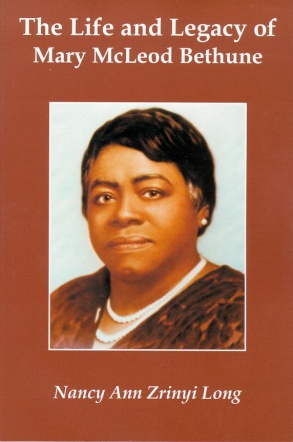 The Life and Legacy of
Mary McLeod Bethune
Nancy Ann Zrinyi Long